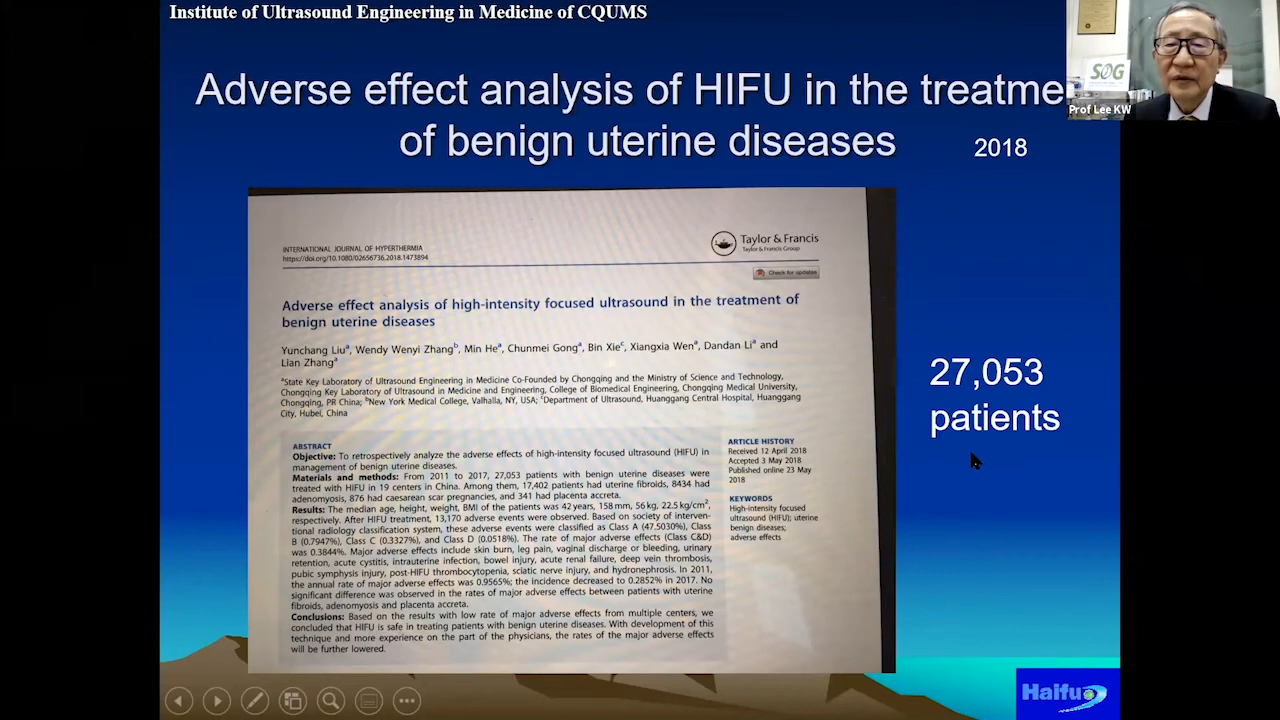 Institute of Ultrasound Engineering in Medicine of CQUMS
Adverse effect analysis of HIFU in the treatme
of benign uterine diseases
2018
SOG
Prof Lee KW
INTERNATIONAL JOURNAL OF HYPERTHERMIA
https://doi.org/10.1080/02656736.2018.1473894
Taylor & Francis
Taylor & Francis Group
Check for updates
Adverse effect analysis of high-intensity focused ultrasound in the treatment of
benign uterine diseases
Yunchang Liuᵃ, Wendy Wenyi Zhangᵇ, Min Heᵃ, Chunmei Gongᵃ, Bin Xieᶜ, Xiangxia Wenᵃ, Dandan Liᵃ and
Lian Zhangᵃ
ᵃState Key Laboratory of Ultrasound Engineering in Medicine Co-Founded by Chongqing and the Ministry of Science and Technology,
Chongqing Key Laboratory of Ultrasound in Medicine and Engineering, College of Biomedical Engineering, Chongqing Medical University,
Chongqing, PR China; ᵇNew York Medical College, Valhalla, NY, USA; ᶜDepartment of Ultrasound, Huanggang Central Hospital, Huanggang
City, Hubei, China
ABSTRACT
Objective: To retrospectively analyze the adverse effects of high-intensity focused ultrasound (HIFU) in
management of benign uterine diseases.
Materials and methods: From 2011 to 2017, 27,053 patients with benign uterine diseases were
treated with HIFU in 19 centers in China. Among them, 17,402 patients had uterine fibroids, 8434 had
adenomyosis, 876 had caesarean scar pregnancies, and 341 had placenta accreta.
Results: The median age, height, weight, BMI of the patients was 42 years, 158 mm, 56 kg, 22.5 kg/cm²,
respectively. After HIFU treatment, 13,170 adverse events were observed. Based on society of interven-
tional radiology classification system, these adverse events were classified as Class A (47.5030%), Class
B (0.7947%), Class C (0.3327%), and Class D (0.0518%). The rate of major adverse effects (Class C&D)
was 0.3844%. Major adverse effects include skin burn, leg pain, vaginal discharge or bleeding, urinary
retention, acute cystitis, intrauterine infection, bowel injury, acute renal failure, deep vein thrombosis,
pubic symphysis injury, post-HIFU thrombocytopenia, sciatic nerve injury, and hydronephrosis. In 2011,
the annual rate of major adverse effects was 0.9565%; the incidence decreased to 0.2852% in 2017. No
significant difference was observed in the rates of major adverse effects between patients with uterine
fibroids, adenomyosis and placenta accreta.
Conclusions: Based on the results with low rate of major adverse effects from multiple centers, we
concluded that HIFU is safe in treating patients with benign uterine diseases. With development of this
technique and more experience on the part of the physicians, the rates of the major adverse effects
will be further lowered.
ARTICLE HISTORY
Received 12 April 2018
Accepted 3 May 2018
Published online 23 May
2018
KEYWORDS
High-intensity focused
ultrasound (HIFU); uterine
benign diseases;
adverse effects
27,053
patients
Haifu